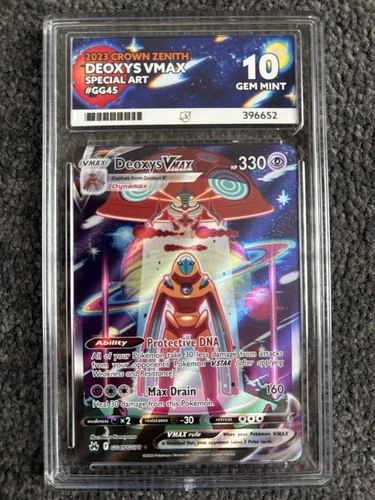 2023 CROWN ZENITH
DEOXYS VMAX
SPECIAL ART
#GG45
10
GEM MINT
396652
VMAX Deoxys VMAX HP 330
Evolves from Deoxys V
Dynamax
Ability Protective DNA
All of your Pokémon take 30 less damage from attacks
from your opponent's Pokémon VSTAR (after applying
Weakness and Resistance).
Max Drain 160
Heal 30 damage from this Pokémon.
weakness ×2 resistance -30 retreat
VMAX rule When your Pokémon VMAX
is Knocked Out, your opponent takes 3 Prize cards.